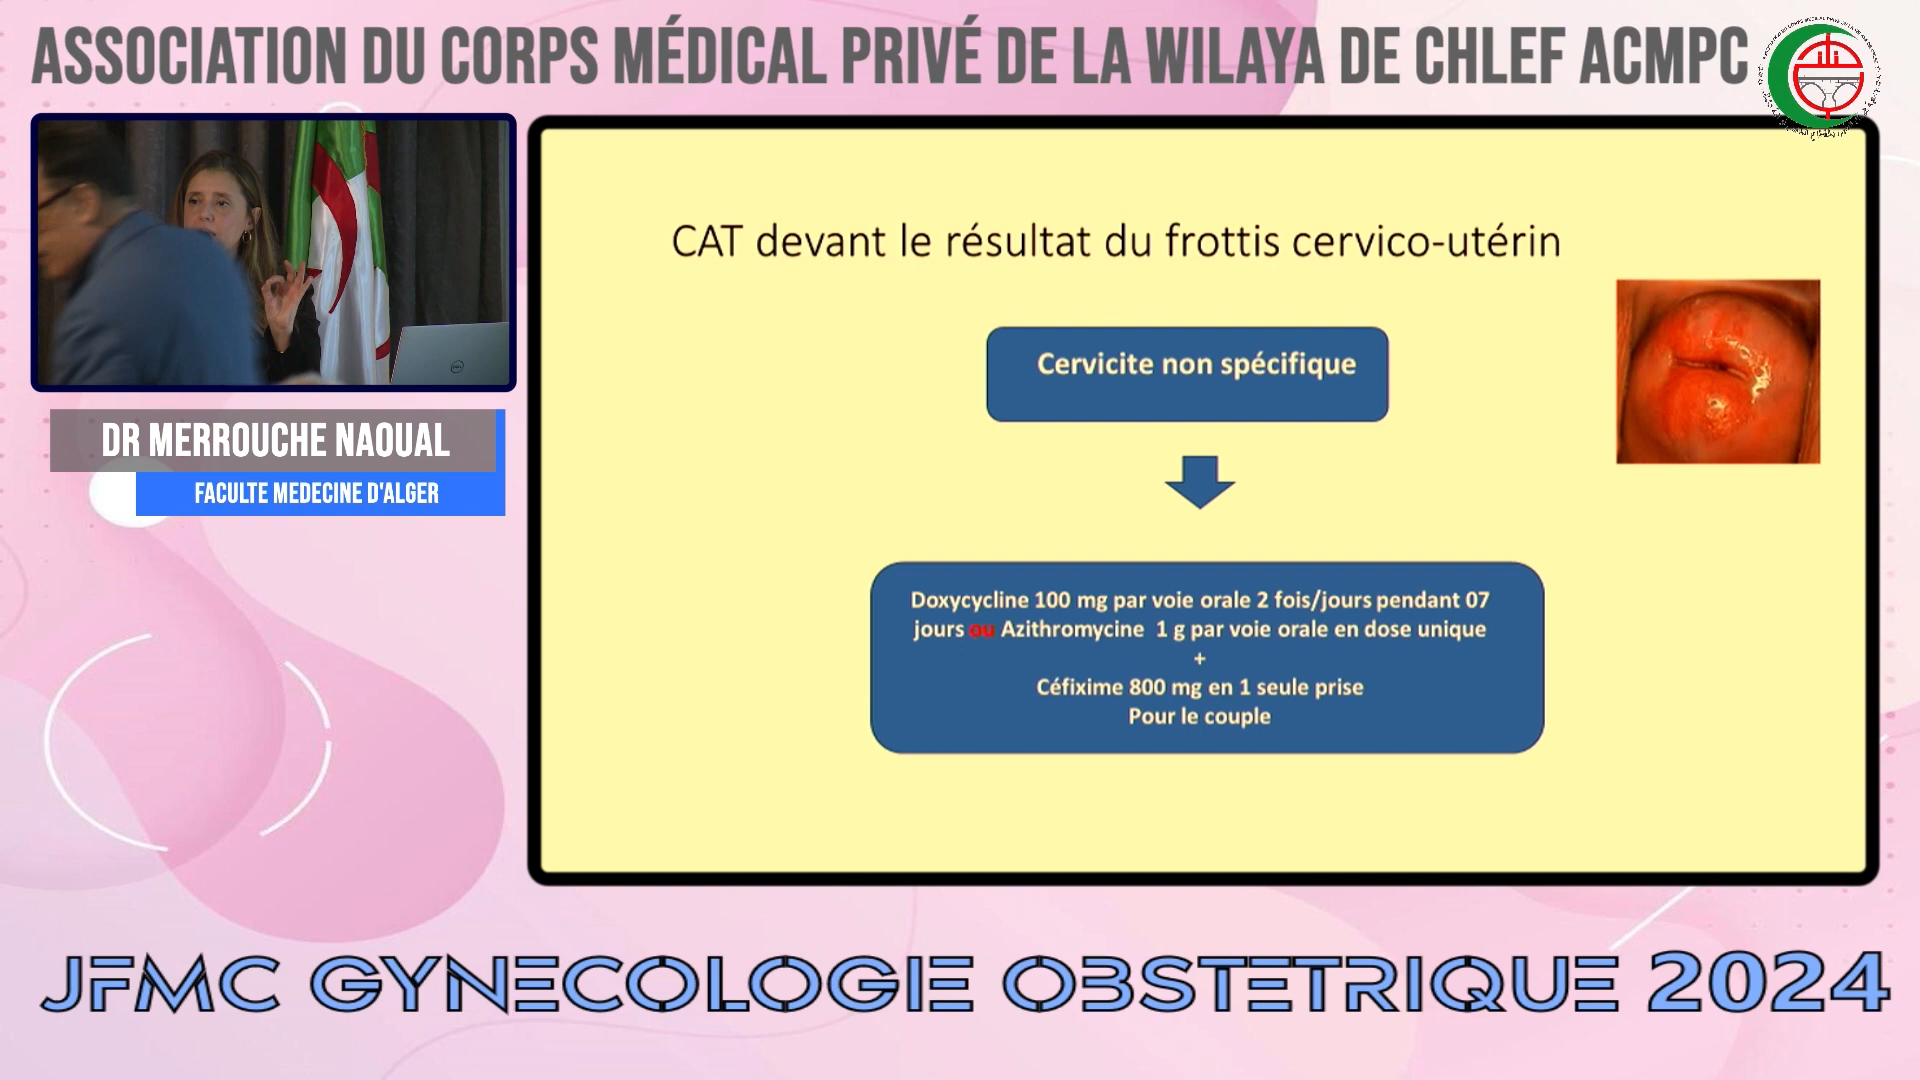 ASSOCIATION DU CORPS MÉDICAL PRIVÉ DE LA WILAYA DE CHLEF ACMPC
DR MERROUCHE NAOUAL
FACULTE MEDECINE D'ALGER
CAT devant le résultat du frottis cervico-utérin
Cervicite non spécifique
Doxycycline 100 mg par voie orale 2 fois/jours pendant 07
jours ou Azithromycine 1 g par voie orale en dose unique
+
Céfixime 800 mg en 1 seule prise
Pour le couple
JFMC GYNECOLOGIE OBSTETRIQUE 2024